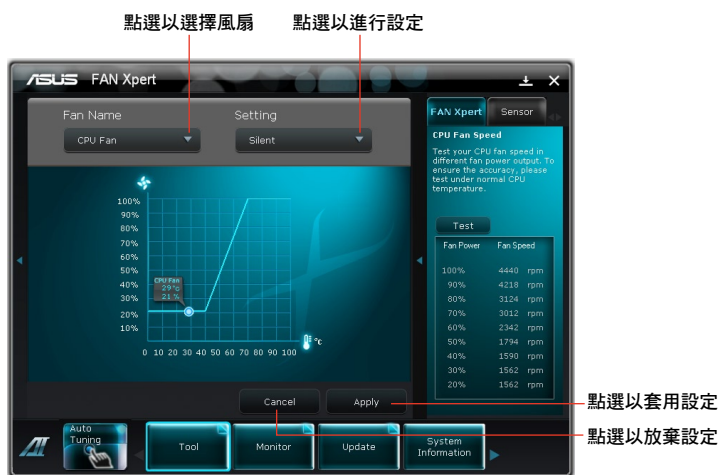 點選以選擇風扇
點選以進行設定
ASUS FAN Xpert
Fan Name
Setting
CPU Fan
Silent
100%
90%
80%
70%
60%
50%
40%
30%
20%
10%
CPU Fan
29°c
21 %
0 10 20 30 40 50 60 70 80 90 100
°c
Cancel
Apply
FAN Xpert
Sensor
CPU Fan Speed
Test your CPU fan speed in
different fan power output. To
ensure the accuracy, please
test under normal CPU
temperature.
Test
Fan Power Fan Speed
100% 4440 rpm
90% 4218 rpm
80% 3124 rpm
70% 3012 rpm
60% 2342 rpm
50% 1794 rpm
40% 1590 rpm
30% 1562 rpm
20% 1562 rpm
點選以套用設定
點選以放棄設定
AI
Auto
Tuning
Tool
Monitor
Update
System
Information